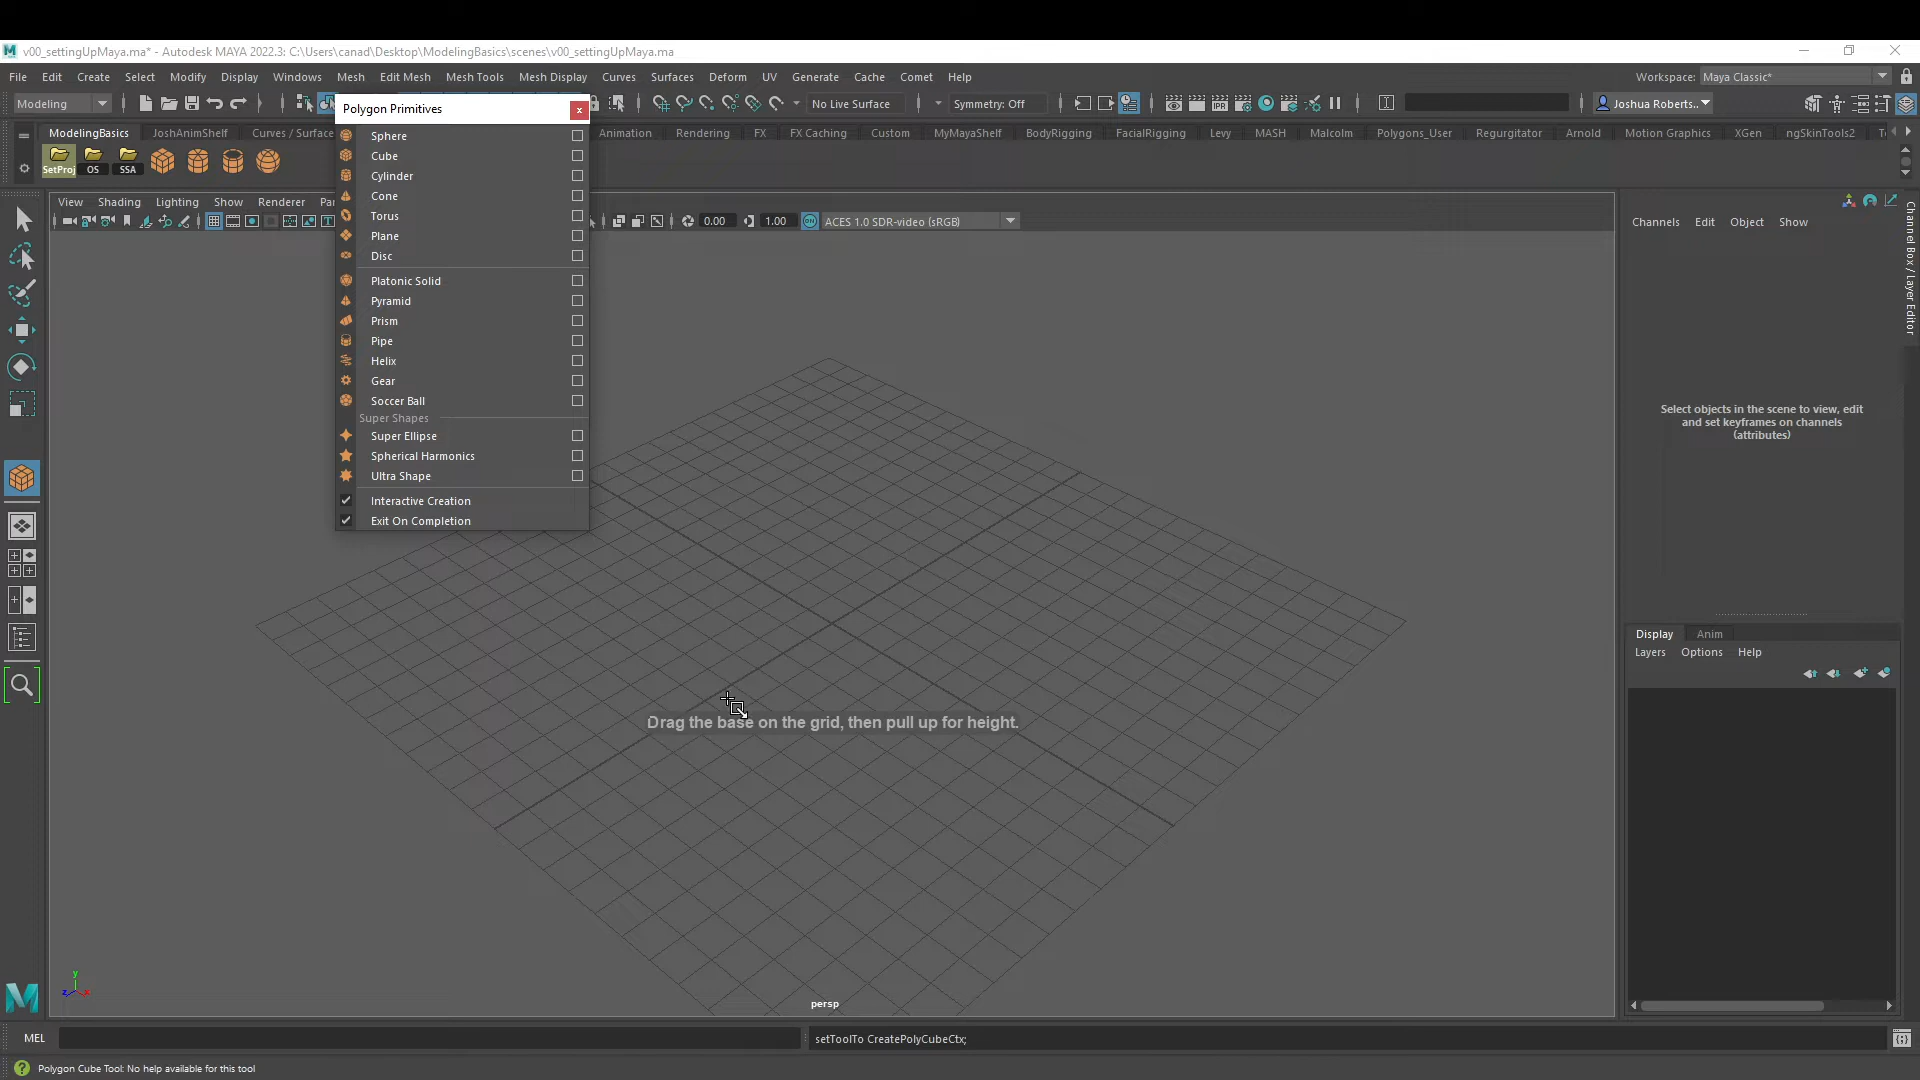 v00_settingUpMaya.ma* - Autodesk MAYA 2022.3: C:\Users\canad\Desktop\ModelingBasics\scenes\v00_settingUpMaya.ma
File Edit Create Select Modify Display Windows Mesh Edit Mesh Mesh Tools Mesh Display Curves Surfaces Deform UV Generate Cache Comet Help Workspace: Maya Classic*
Modeling No Live Surface Symmetry: Off Joshua Roberts..
Polygon Primitives
ModelingBasics JoshAnimShelf Curves / Surface Animation Rendering FX FX Caching Custom MyMayaShelf BodyRigging FacialRigging Levy MASH Malcolm Polygons_User Regurgitator Arnold Motion Graphics XGen ngSkinTools2
SetProj OS SSA
View Shading Lighting Show Renderer Pan
0.00 1.00 ON ACES 1.0 SDR-video (sRGB)
Sphere
Cube
Cylinder
Cone
Torus
Plane
Disc
Platonic Solid
Pyramid
Prism
Pipe
Helix
Gear
Soccer Ball
Super Shapes
Super Ellipse
Spherical Harmonics
Ultra Shape
Interactive Creation
Exit On Completion
Channels Edit Object Show
Channel Box / Layer Editor
Select objects in the scene to view, edit
and set keyframes on channels
(attributes)
Drag the base on the grid, then pull up for height.
Display Anim
Layers Options Help
y
z x
persp
MEL setToolTo CreatePolyCubeCtx;
Polygon Cube Tool: No help available for this tool